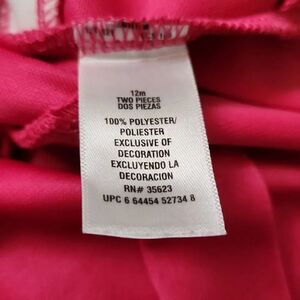 12m
TWO PIECES
DOS PIEZAS
100% POLYESTER/
POLIESTER
EXCLUSIVE OF
DECORATION
EXCLUYENDO LA
DECORACION
RN# 35623
UPC 6 64454 52734 8